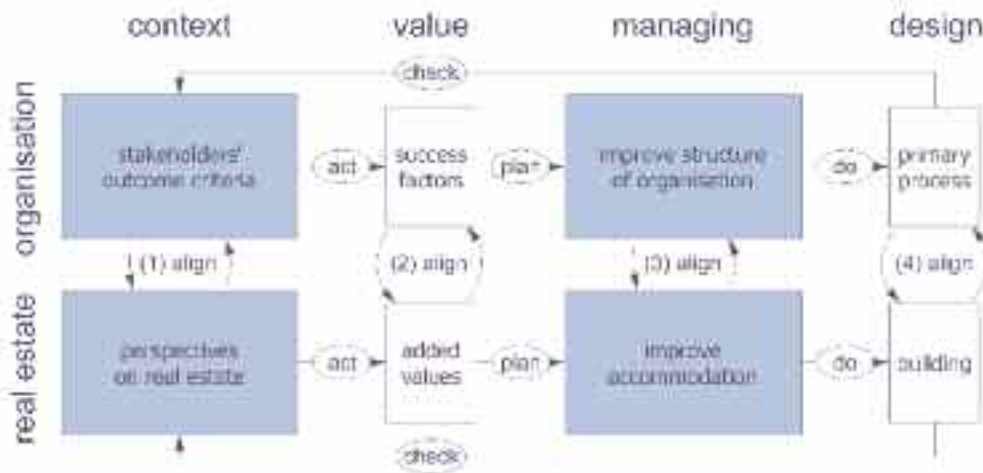 context value managing design
check
organisation
stakeholders'
outcome criteria
act
success
factors
plan
improve structure
of organisation
do
primary
process
(1) align
(2) align
(3) align
(4) align
real estate
perspectives
on real estate
act
added
values
plan
improve
accommodation
do
building
check